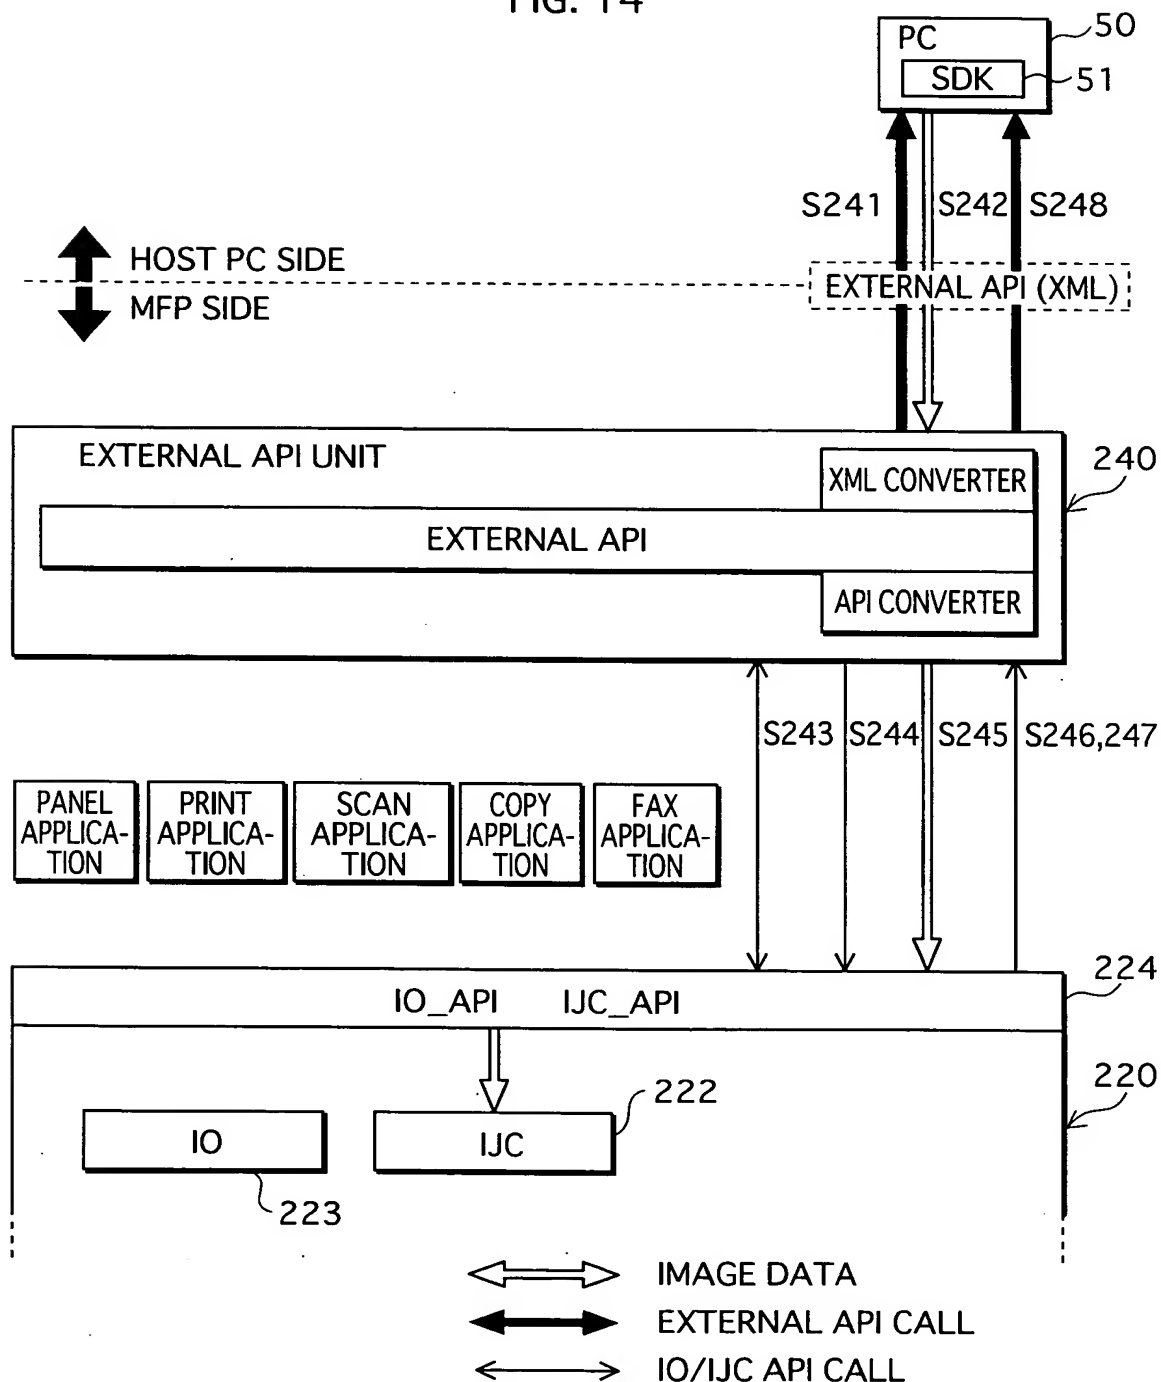 FIG. 14
PC
50
SDK
51
S241
S242
S248
HOST PC SIDE
MFP SIDE
EXTERNAL API (XML)
EXTERNAL API UNIT
XML CONVERTER
240
EXTERNAL API
API CONVERTER
S243
S244
S245
S246,247
PANEL
APPLICA-
TION
PRINT
APPLICA-
TION
SCAN
APPLICA-
TION
COPY
APPLICA-
TION
FAX
APPLICA-
TION
IO_API
IJC_API
224
220
IO
IJC
222
223
IMAGE DATA
EXTERNAL API CALL
IO/IJC API CALL